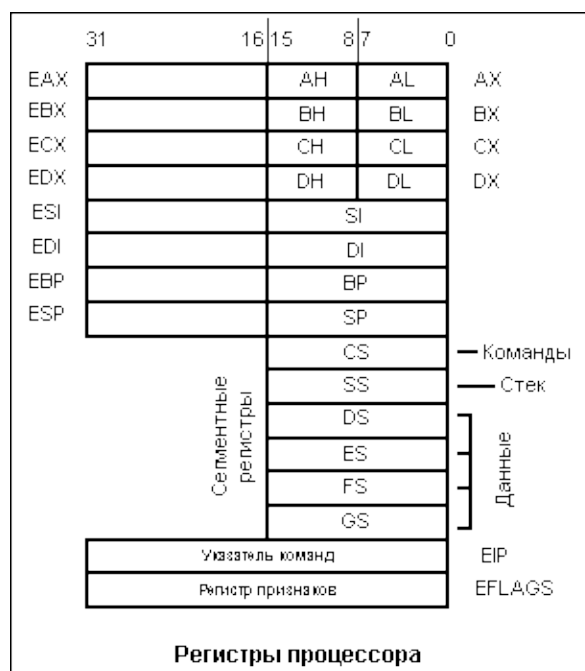 31 16 15 8 7 0
EAX AH AL AX
EBX BH BL BX
ECX CH CL CX
EDX DH DL DX
ESI SI
EDI DI
EBP BP
ESP SP
CS Команды
SS Стек
DS
ES
FS
GS
Сегментные
регистры
Данные
Указатель команд EIP
Регистр признаков EFLAGS
Регистры процессора